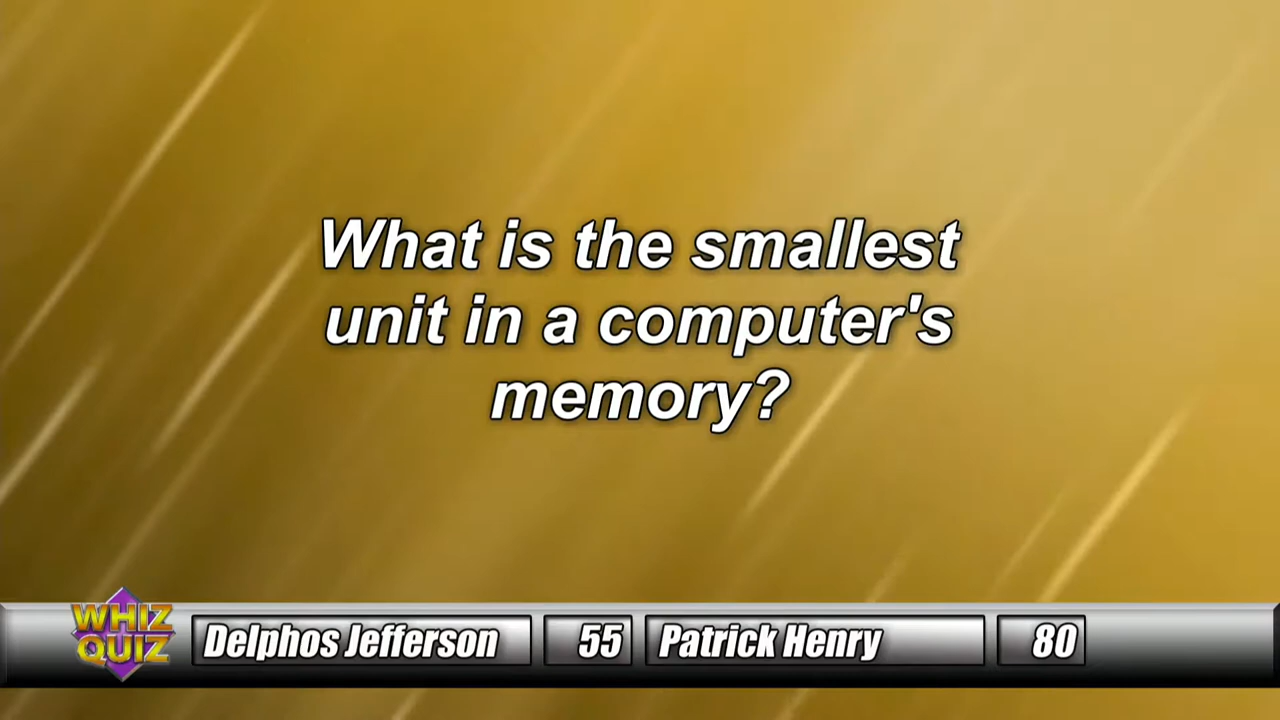 What is the smallest
unit in a computer's
memory?
WHIZ
QUIZ
Delphos Jefferson 55 Patrick Henry 80